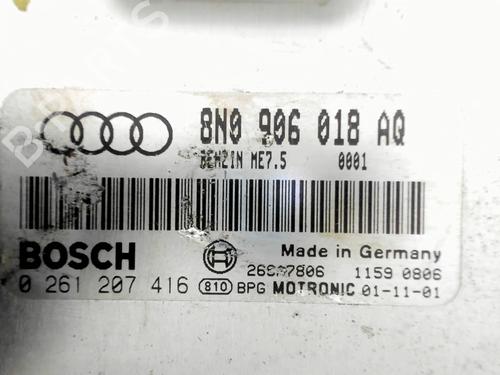 8N0 906 018 AQ
BENZIN ME7.5 0001
BOSCH
Made in Germany
1159 0806
0 261 207 416 810 BPG MOTRONIC 01-11-01